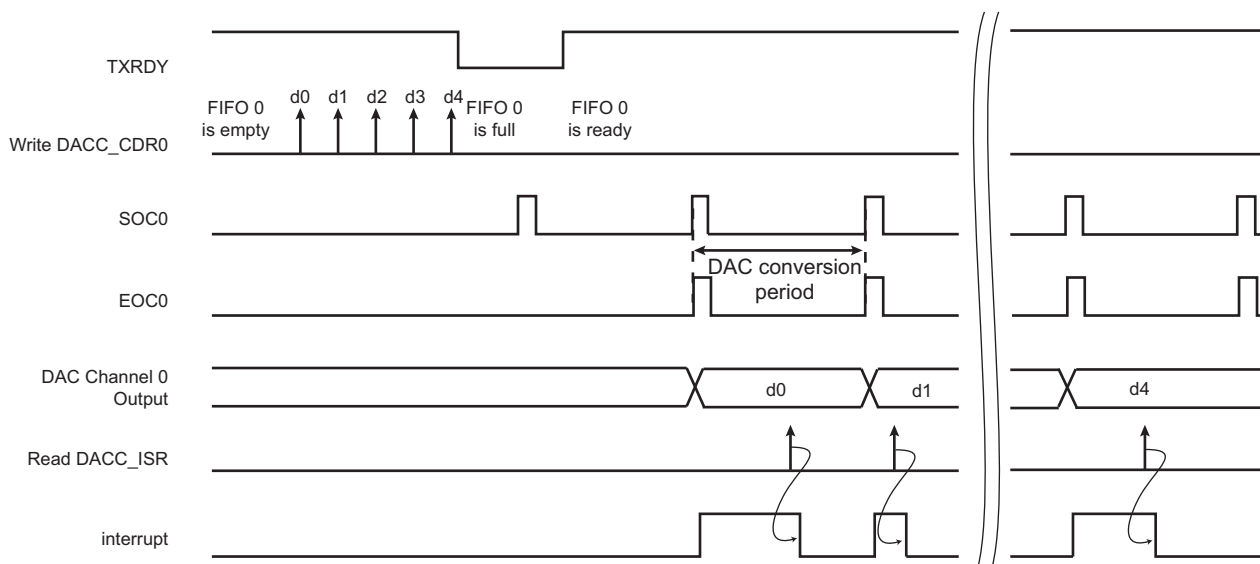 TXRDY
d0 d1 d2 d3 d4
FIFO 0
is empty
FIFO 0
is full
FIFO 0
is ready
Write DACC_CDR0
SOC0
DAC conversion
period
EOC0
DAC Channel 0
Output
d0
d1
d4
Read DACC_ISR
interrupt